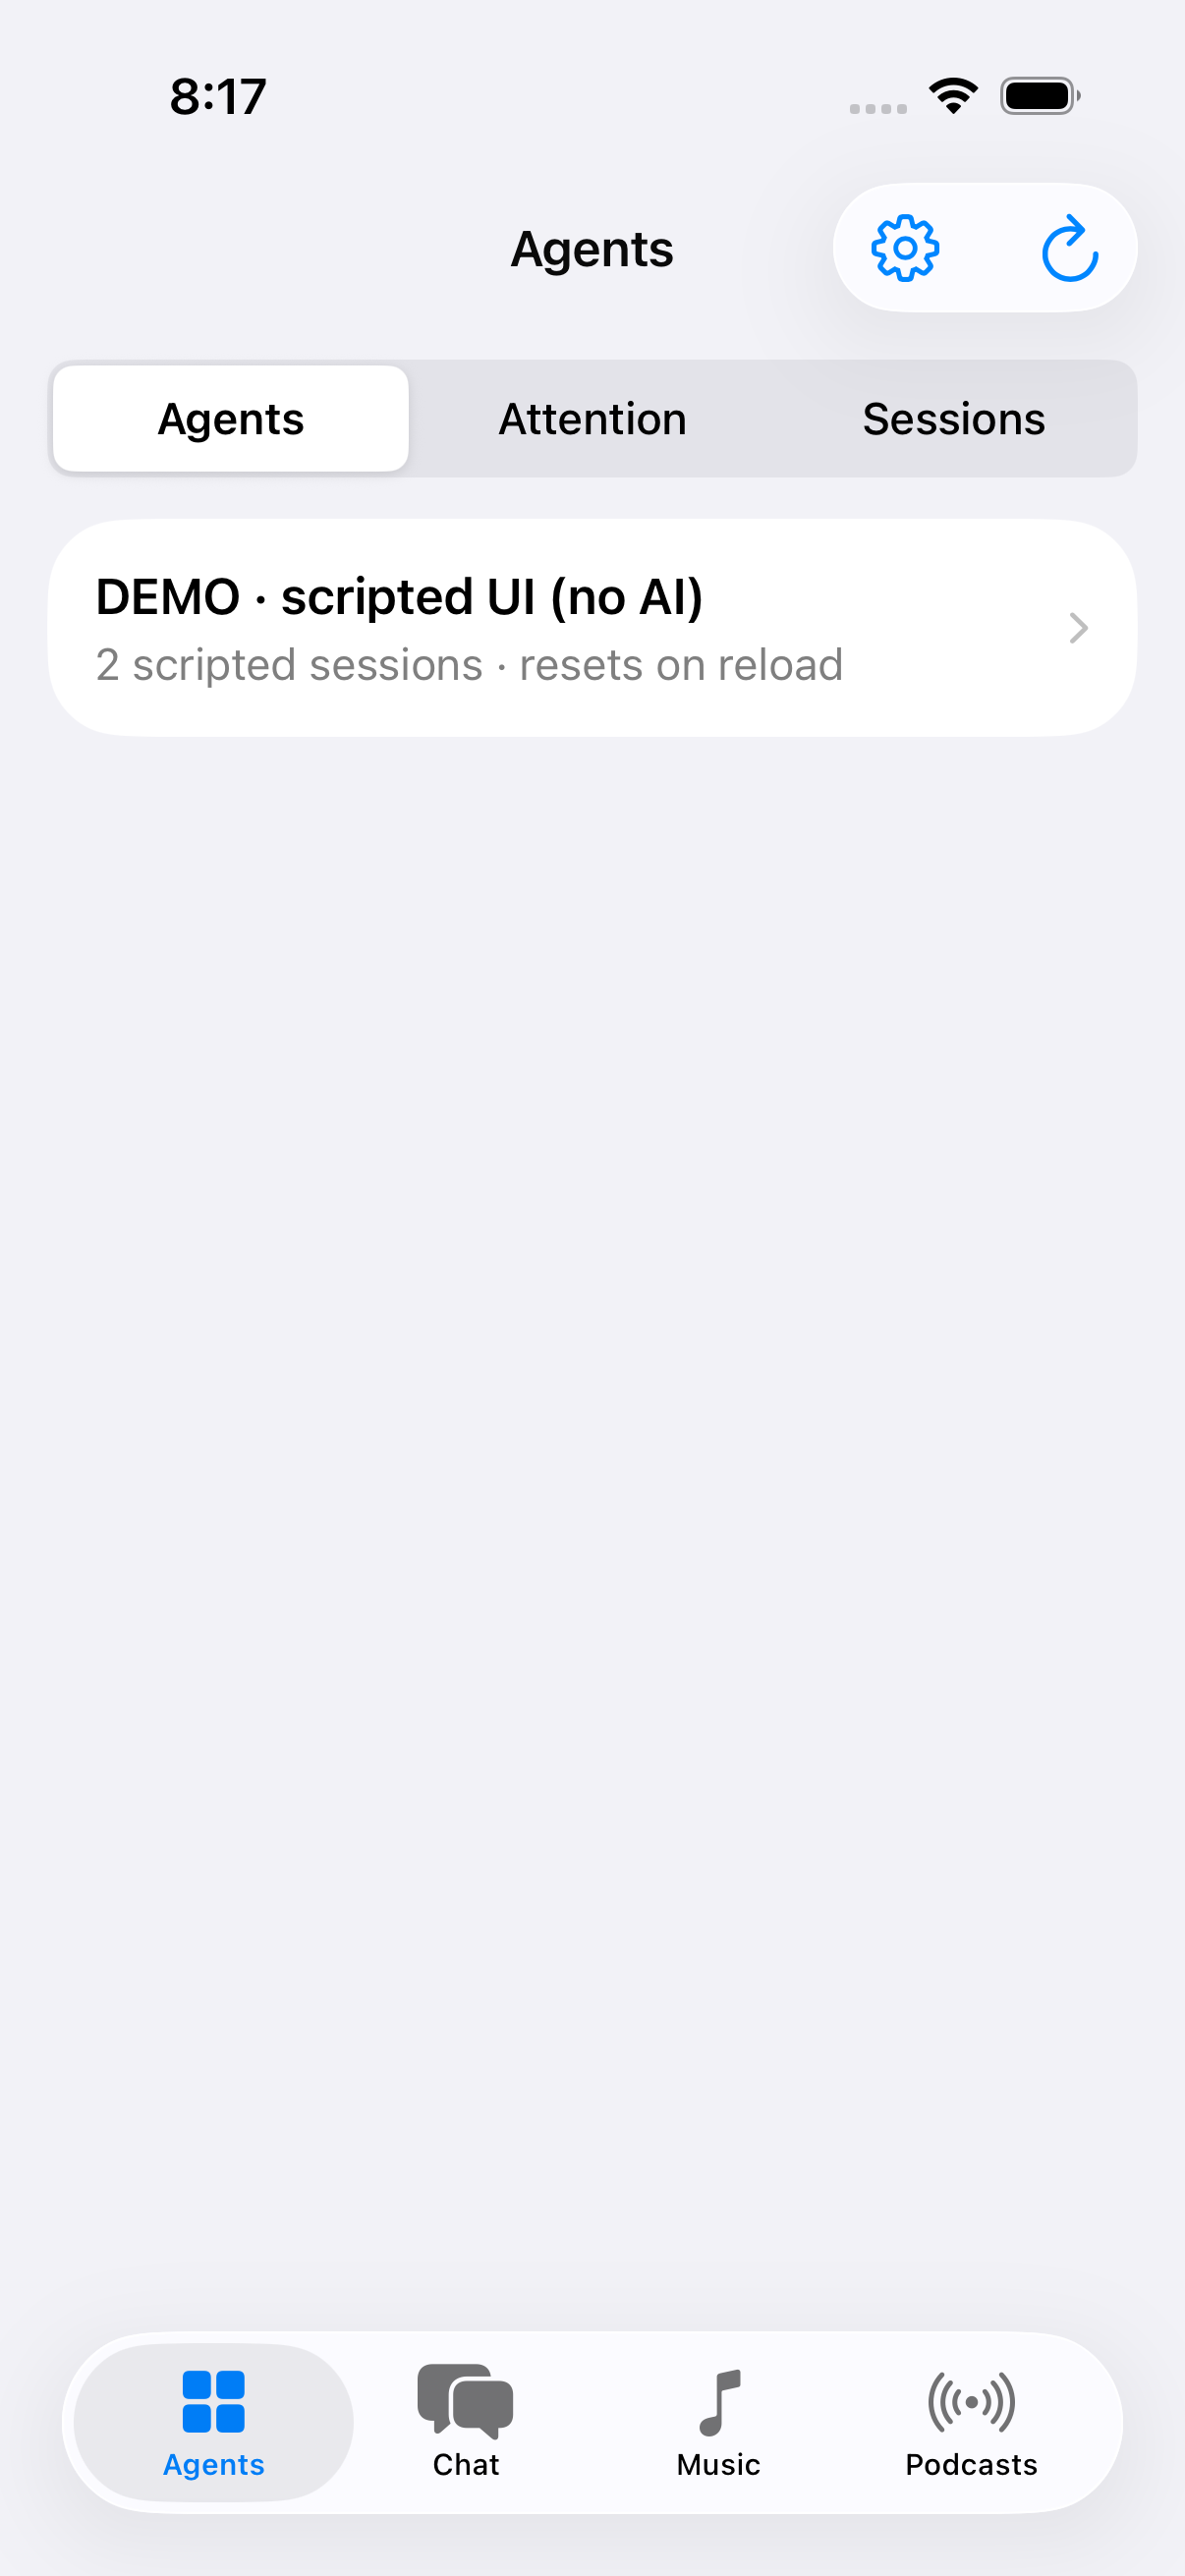 8:17
Agents
Agents
Attention
Sessions
DEMO · scripted UI (no AI)
2 scripted sessions · resets on reload
Agents
Chat
Music
Podcasts